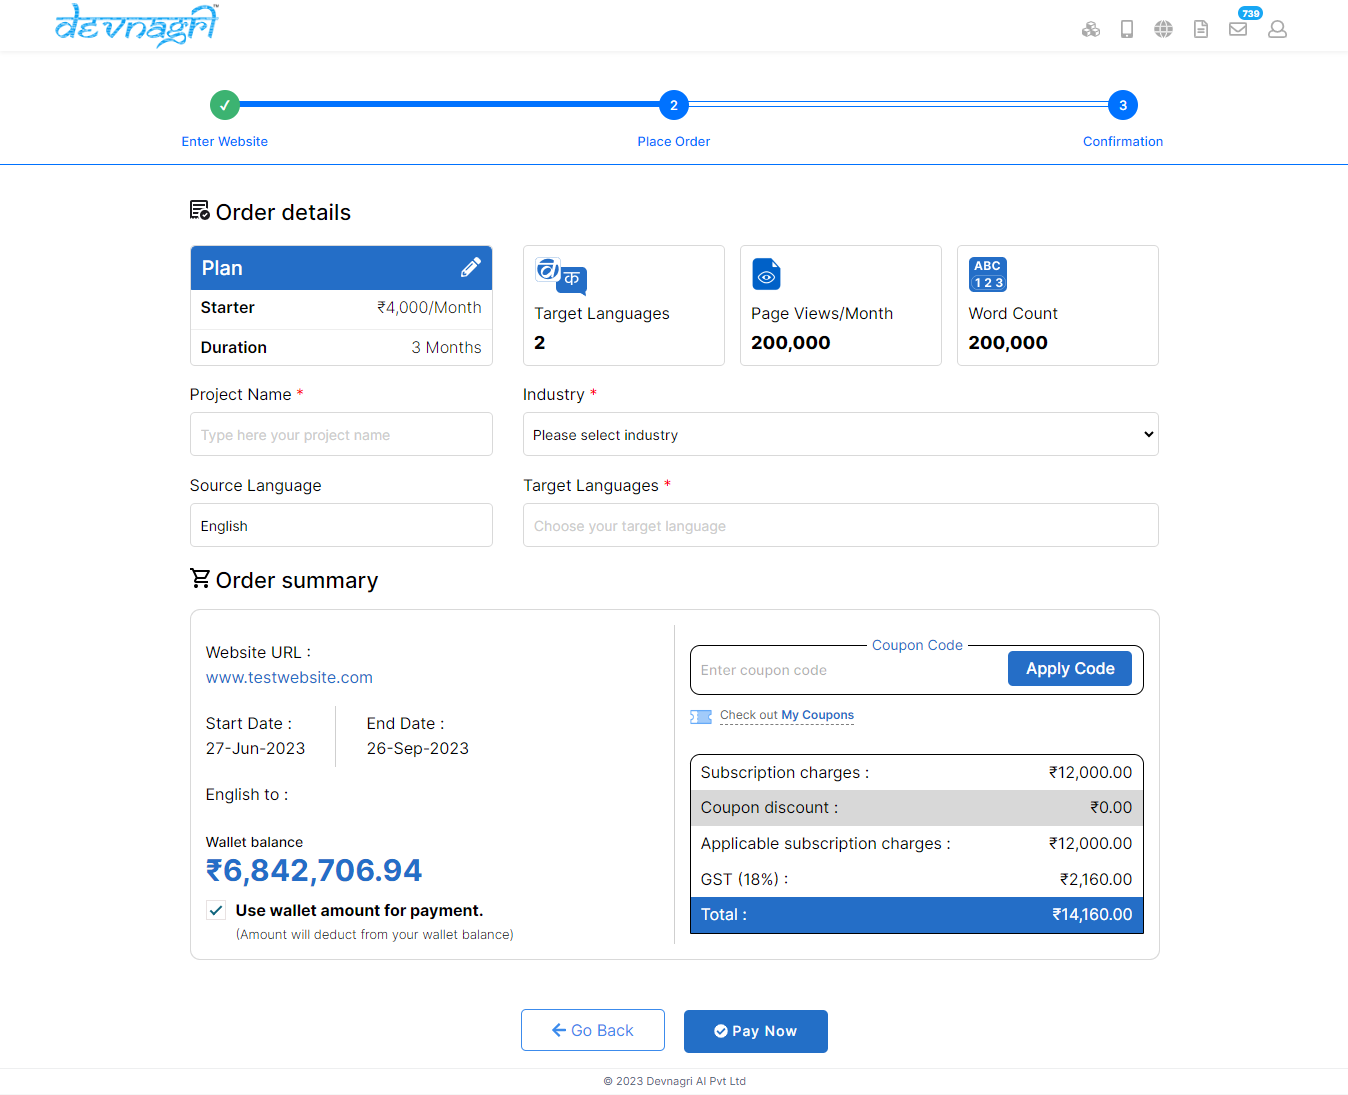 devnagri™
739
2
3
Enter Website
Place Order
Confirmation
Order details
Plan
Starter ₹4,000/Month
Duration 3 Months
क
Target Languages
2
Page Views/Month
200,000
ABC
1 2 3
Word Count
200,000
Project Name *
Type here your project name
Industry *
Please select industry
Source Language
English
Target Languages *
Choose your target language
Order summary
Website URL :
www.testwebsite.com
Start Date :
27-Jun-2023
End Date :
26-Sep-2023
English to :
Wallet balance
₹6,842,706.94
Use wallet amount for payment.
(Amount will deduct from your wallet balance)
Coupon Code
Enter coupon code
Apply Code
Check out My Coupons
Subscription charges : ₹12,000.00
Coupon discount : ₹0.00
Applicable subscription charges : ₹12,000.00
GST (18%) : ₹2,160.00
Total : ₹14,160.00
Go Back
Pay Now
© 2023 Devnagri AI Pvt Ltd